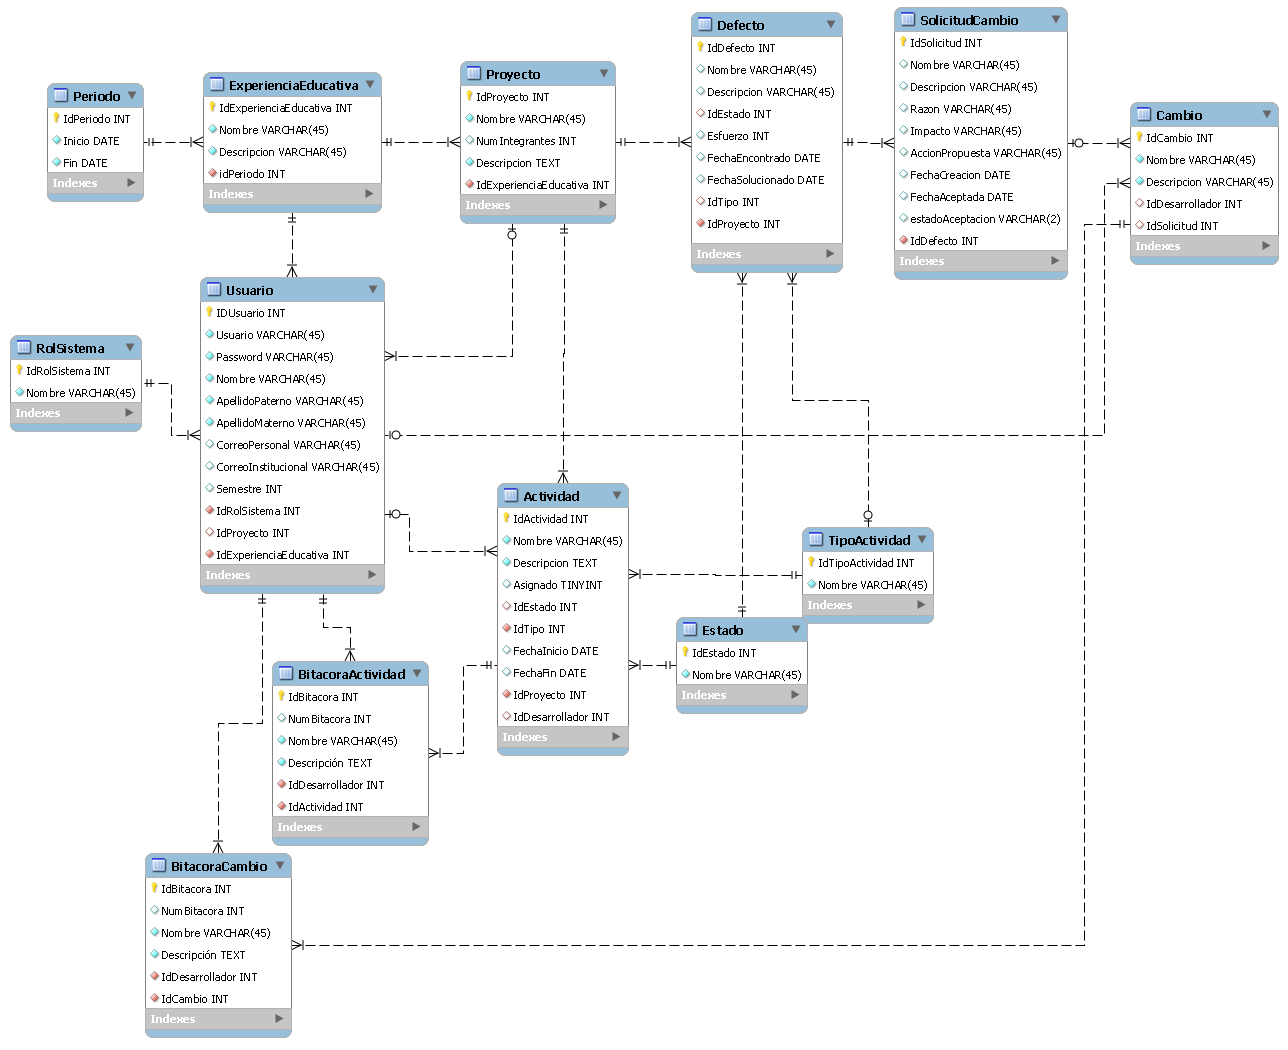 Periodo
IdPeriodo INT
Inicio DATE
Fin DATE
Indexes
ExperienciaEducativa
IdExperienciaEducativa INT
Nombre VARCHAR(45)
Descripcion VARCHAR(45)
idPeriodo INT
Indexes
Proyecto
IdProyecto INT
Nombre VARCHAR(45)
NumIntegrantes INT
Descripcion TEXT
IdExperienciaEducativa INT
Indexes
Defecto
IdDefecto INT
Nombre VARCHAR(45)
Descripcion VARCHAR(45)
IdEstado INT
Esfuerzo INT
FechaEncontrado DATE
FechaSolucionado DATE
IdTipo INT
IdProyecto INT
Indexes
SolicitudCambio
IdSolicitud INT
Nombre VARCHAR(45)
Descripcion VARCHAR(45)
Razon VARCHAR(45)
Impacto VARCHAR(45)
AccionPropuesta VARCHAR(45)
FechaCreacion DATE
FechaAceptada DATE
estadoAceptacion VARCHAR(2)
IdDefecto INT
Indexes
Cambio
IdCambio INT
Nombre VARCHAR(45)
Descripcion VARCHAR(45)
IdDesarrollador INT
IdSolicitud INT
Indexes
RolSistema
IdRolSistema INT
Nombre VARCHAR(45)
Indexes
Usuario
IDUsuario INT
Usuario VARCHAR(45)
Password VARCHAR(45)
Nombre VARCHAR(45)
ApellidoPaterno VARCHAR(45)
ApellidoMaterno VARCHAR(45)
CorreoPersonal VARCHAR(45)
CorreoInstitucional VARCHAR(45)
Semestre INT
IdRolSistema INT
IdProyecto INT
IdExperienciaEducativa INT
Indexes
Actividad
IdActividad INT
Nombre VARCHAR(45)
Descripcion TEXT
Asignado TINYINT
IdEstado INT
IdTipo INT
FechaInicio DATE
FechaFin DATE
IdProyecto INT
IdDesarrollador INT
Indexes
TipoActividad
IdTipoActividad INT
Nombre VARCHAR(45)
Indexes
Estado
IdEstado INT
Nombre VARCHAR(45)
Indexes
BitacoraActividad
IdBitacora INT
NumBitacora INT
Nombre VARCHAR(45)
Descripción TEXT
IdDesarrollador INT
IdActividad INT
Indexes
BitacoraCambio
IdBitacora INT
NumBitacora INT
Nombre VARCHAR(45)
Descripción TEXT
IdDesarrollador INT
IdCambio INT
Indexes